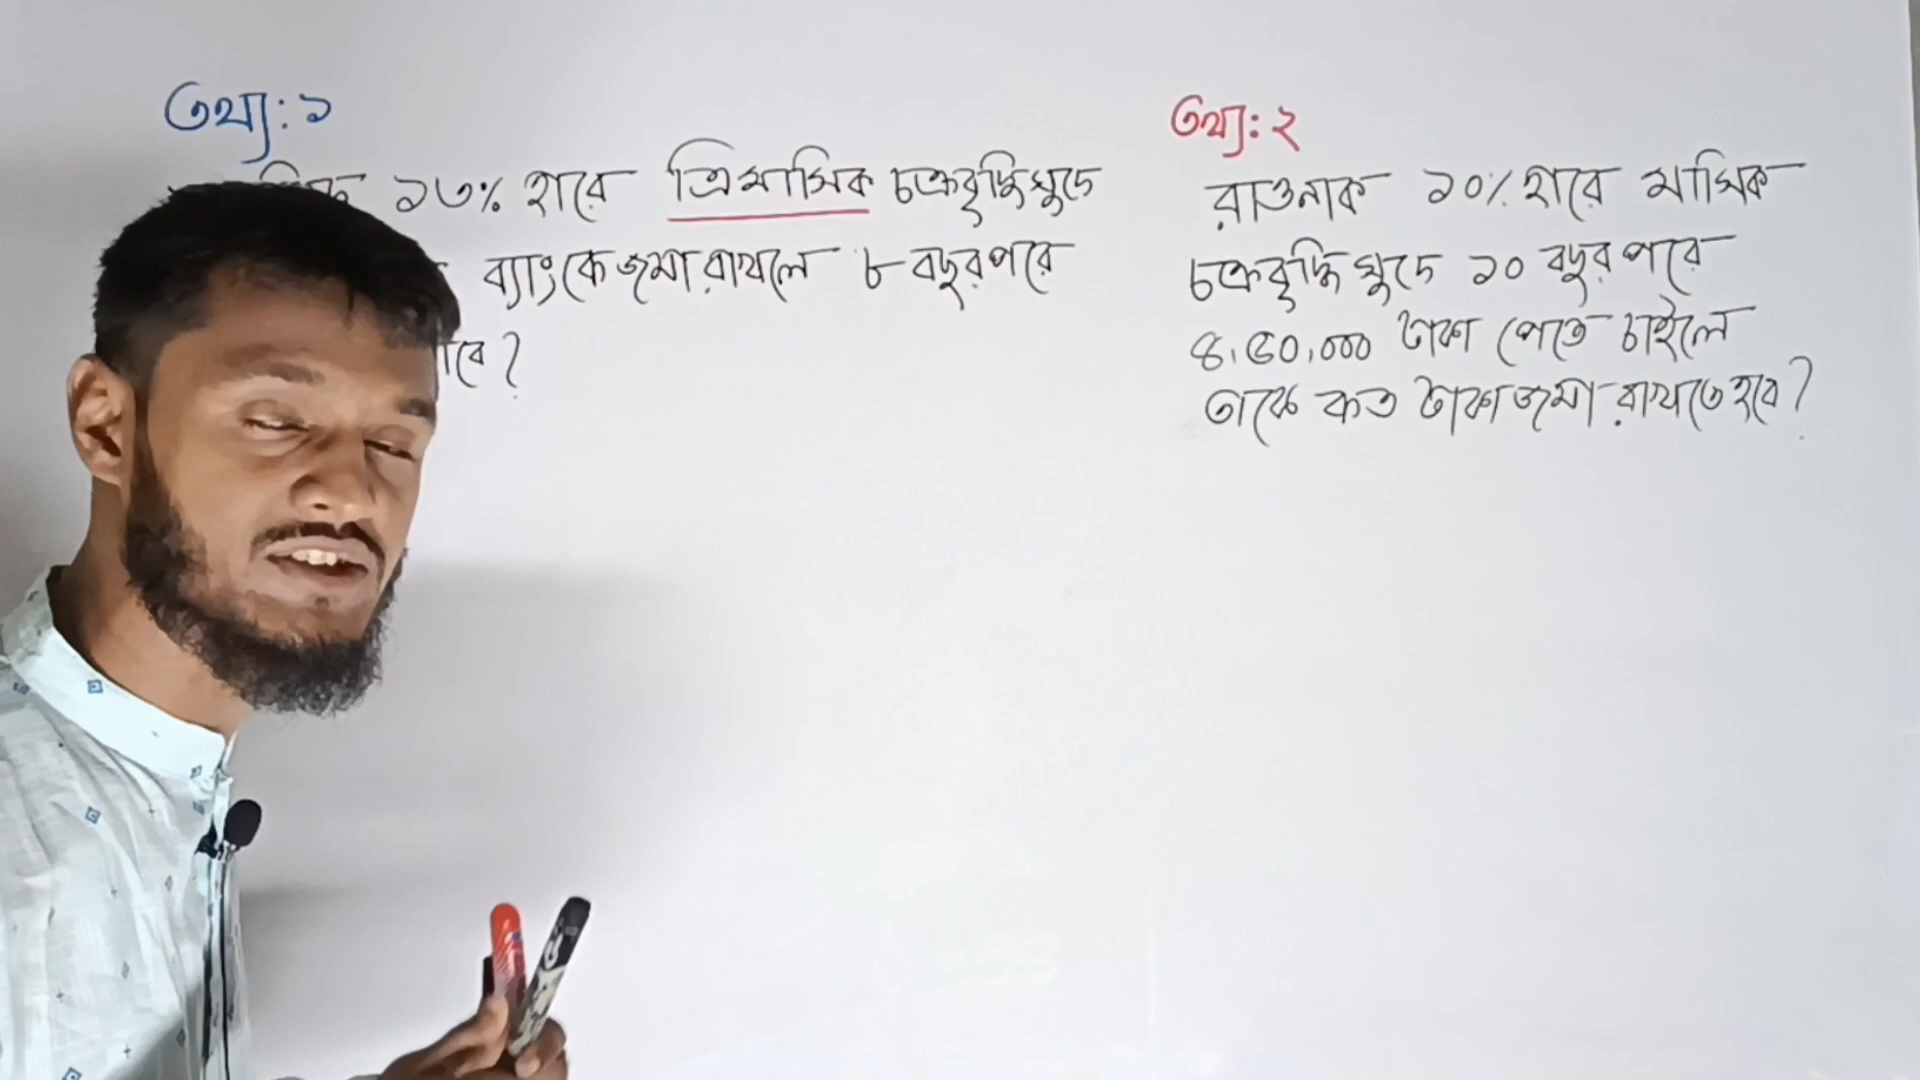 তথ্য: ১
১৩% হারে ত্রিমাসিক চক্রবৃদ্ধি সুদে
ব্যাংকে জমা রাখলে ৮ বছর পরে
?
তথ্য: ২
রাওনাক ১০% হারে মাসিক
চক্রবৃদ্ধি সুদে ১০ বছর পরে
৪,৫০,০০০ টাকা পেতে চাইলে
তাকে কত টাকা জমা রাখতে হবে?